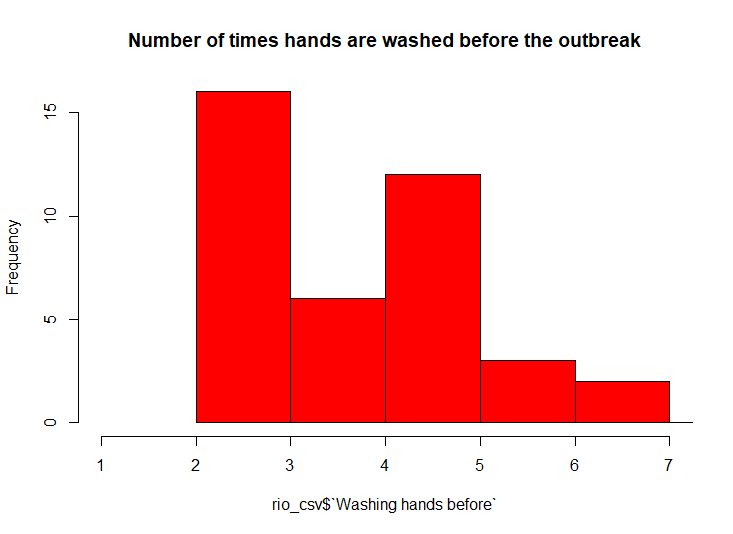 Number of times hands are washed before the outbreak
15
10
5
0
Frequency
1 2 3 4 5 6 7
rio_csv$`Washing hands before`